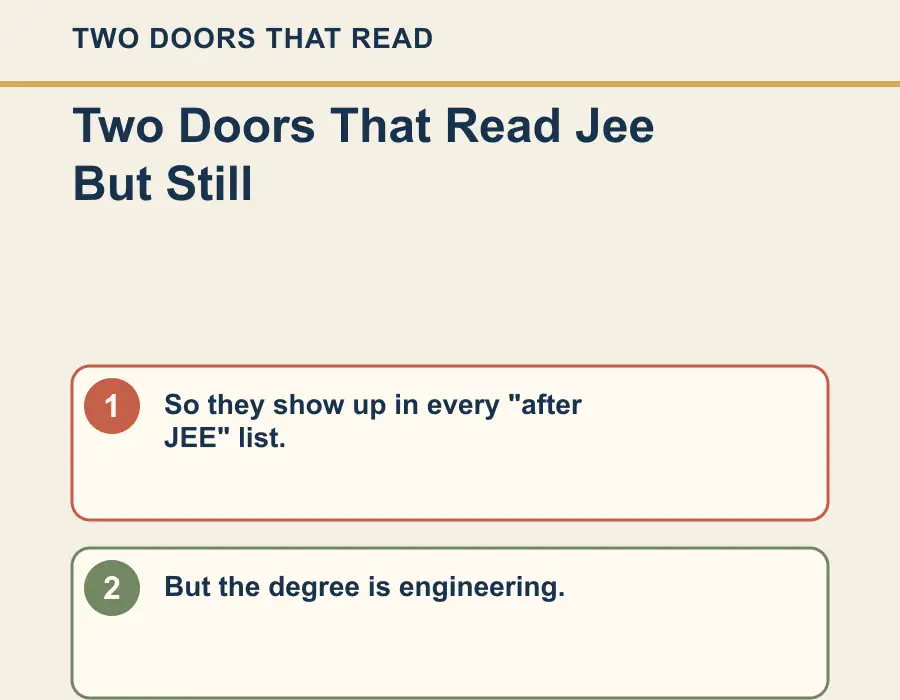 TWO DOORS THAT READ
Two Doors That Read Jee
But Still
1
So they show up in every "after
JEE" list.
2
But the degree is engineering.